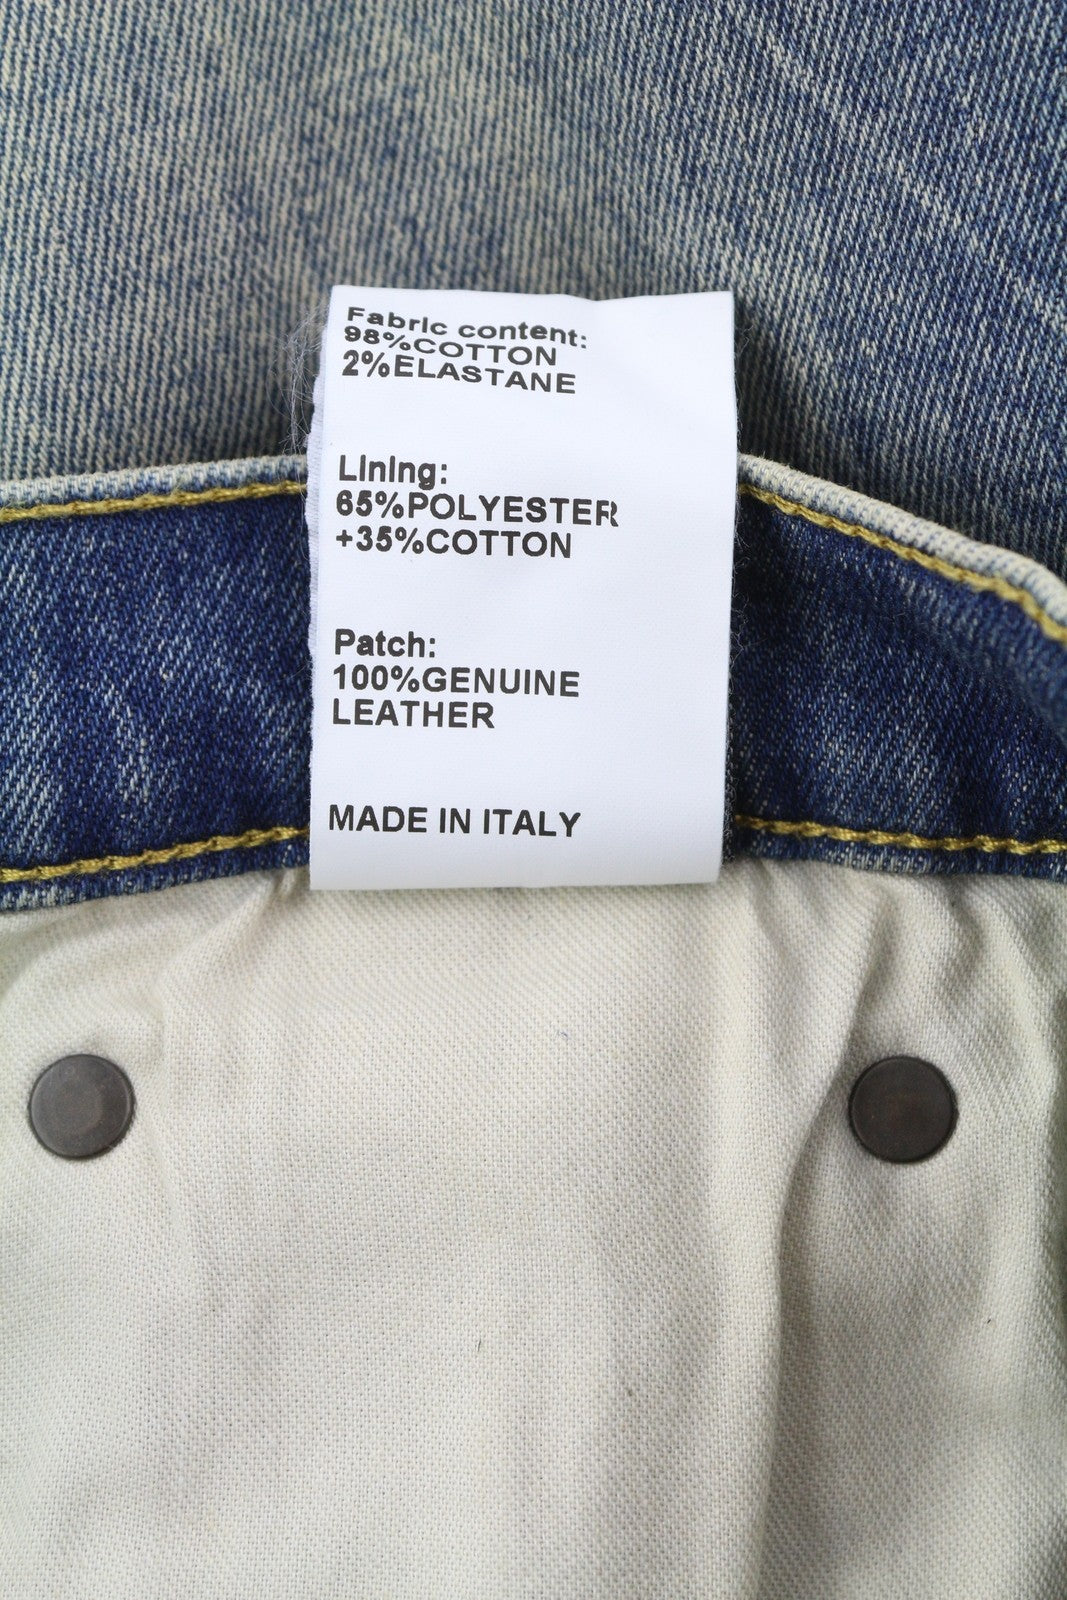 Fabric content:
98%COTTON
2%ELASTANE
Lining:
65%POLYESTER
+35%COTTON
Patch:
100%GENUINE
LEATHER
MADE IN ITALY